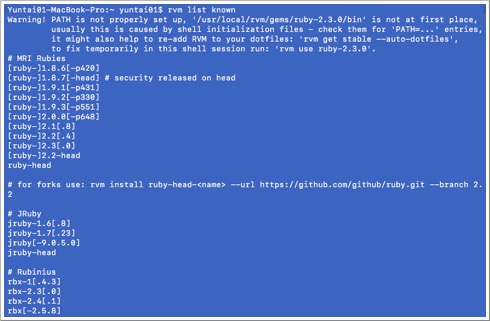 Yuntai01-MacBook-Pro:~ yuntai01$ rvm list known
Warning! PATH is not properly set up, '/usr/local/rvm/gems/ruby-2.3.0/bin' is not at first place,
usually this is caused by shell initialization files - check them for 'PATH=...' entries,
it might also help to re-add RVM to your dotfiles: 'rvm get stable --auto-dotfiles',
to fix temporarily in this shell session run: 'rvm use ruby-2.3.0'.
# MRI Rubies
[ruby-]1.8.6[-p420]
[ruby-]1.8.7[-head] # security released on head
[ruby-]1.9.1[-p431]
[ruby-]1.9.2[-p330]
[ruby-]1.9.3[-p551]
[ruby-]2.0.0[-p648]
[ruby-]2.1[.8]
[ruby-]2.2[.4]
[ruby-]2.3[.0]
[ruby-]2.2-head
ruby-head
# for forks use: rvm install ruby-head-<name> --url https://github.com/github/ruby.git --branch 2.
2
# JRuby
jruby-1.6[.8]
jruby-1.7[.23]
jruby[-9.0.5.0]
jruby-head
# Rubinius
rbx-1[.4.3]
rbx-2.3[.0]
rbx-2.4[.1]
rbx[-2.5.8]